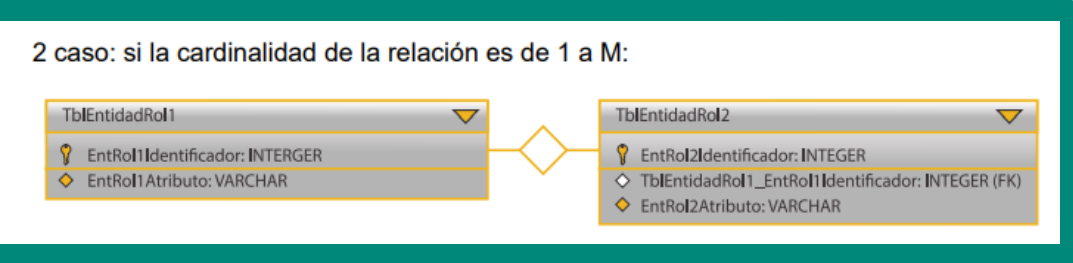 2 caso: si la cardinalidad de la relación es de 1 a M:
TblEntidadRol1
EntRol1Identificador: INTERGER
EntRol1Atributo: VARCHAR
TblEntidadRol2
EntRol2Identificador: INTEGER
TblEntidadRol1_EntRol1Identificador: INTEGER (FK)
EntRol2Atributo: VARCHAR